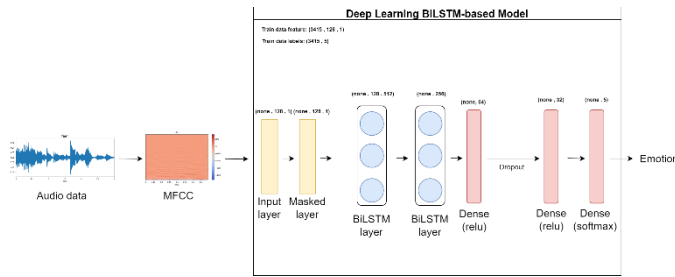 Deep Learning BiLSTM-based Model
Train data feature: (3415 , 128 , 1)
Train data labels: (3415 , 5)
(none , 128 , 1)
(none , 128 , 1)
(none , 128 , 512)
(none , 256)
(none, 64)
(none , 32)
(none , 5)
Dropout
Emotion
Audio data
MFCC
Input
layer
Masked
layer
BiLSTM
layer
BiLSTM
layer
Dense
(relu)
Dense
(relu)
Dense
(softmax)